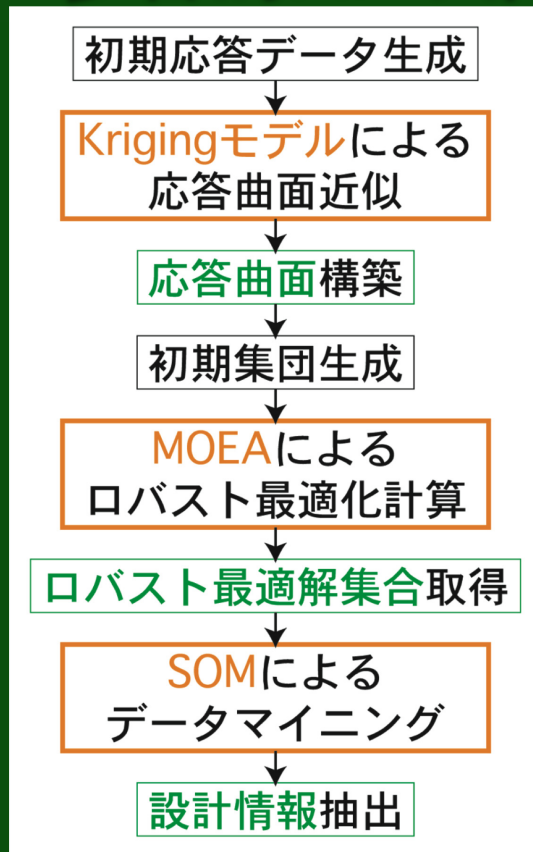 初期応答データ生成
Krigingモデルによる
応答曲面近似
応答曲面構築
初期集団生成
MOEAによる
ロバスト最適化計算
ロバスト最適解集合取得
SOMによる
データマイニング
設計情報抽出